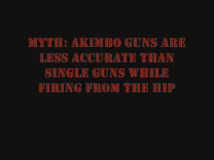 MYTH: AKIMBO GUNS ARE
LESS ACCURATE THAN
SINGLE GUNS WHILE
FIRING FROM THE HIP